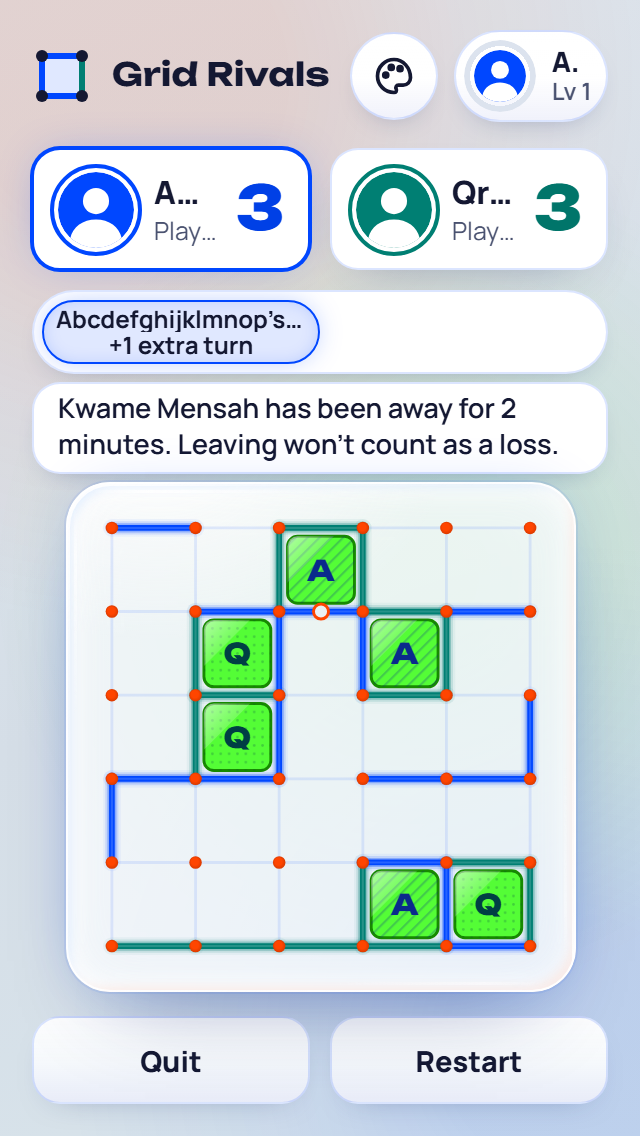 Grid Rivals
A.
Lv 1
A...
Play...
3
Qr...
Play...
3
Abcdefghijklmnop’s...
+1 extra turn
Kwame Mensah has been away for 2
minutes. Leaving won’t count as a loss.
A
Q
A
Q
A
Q
Quit
Restart